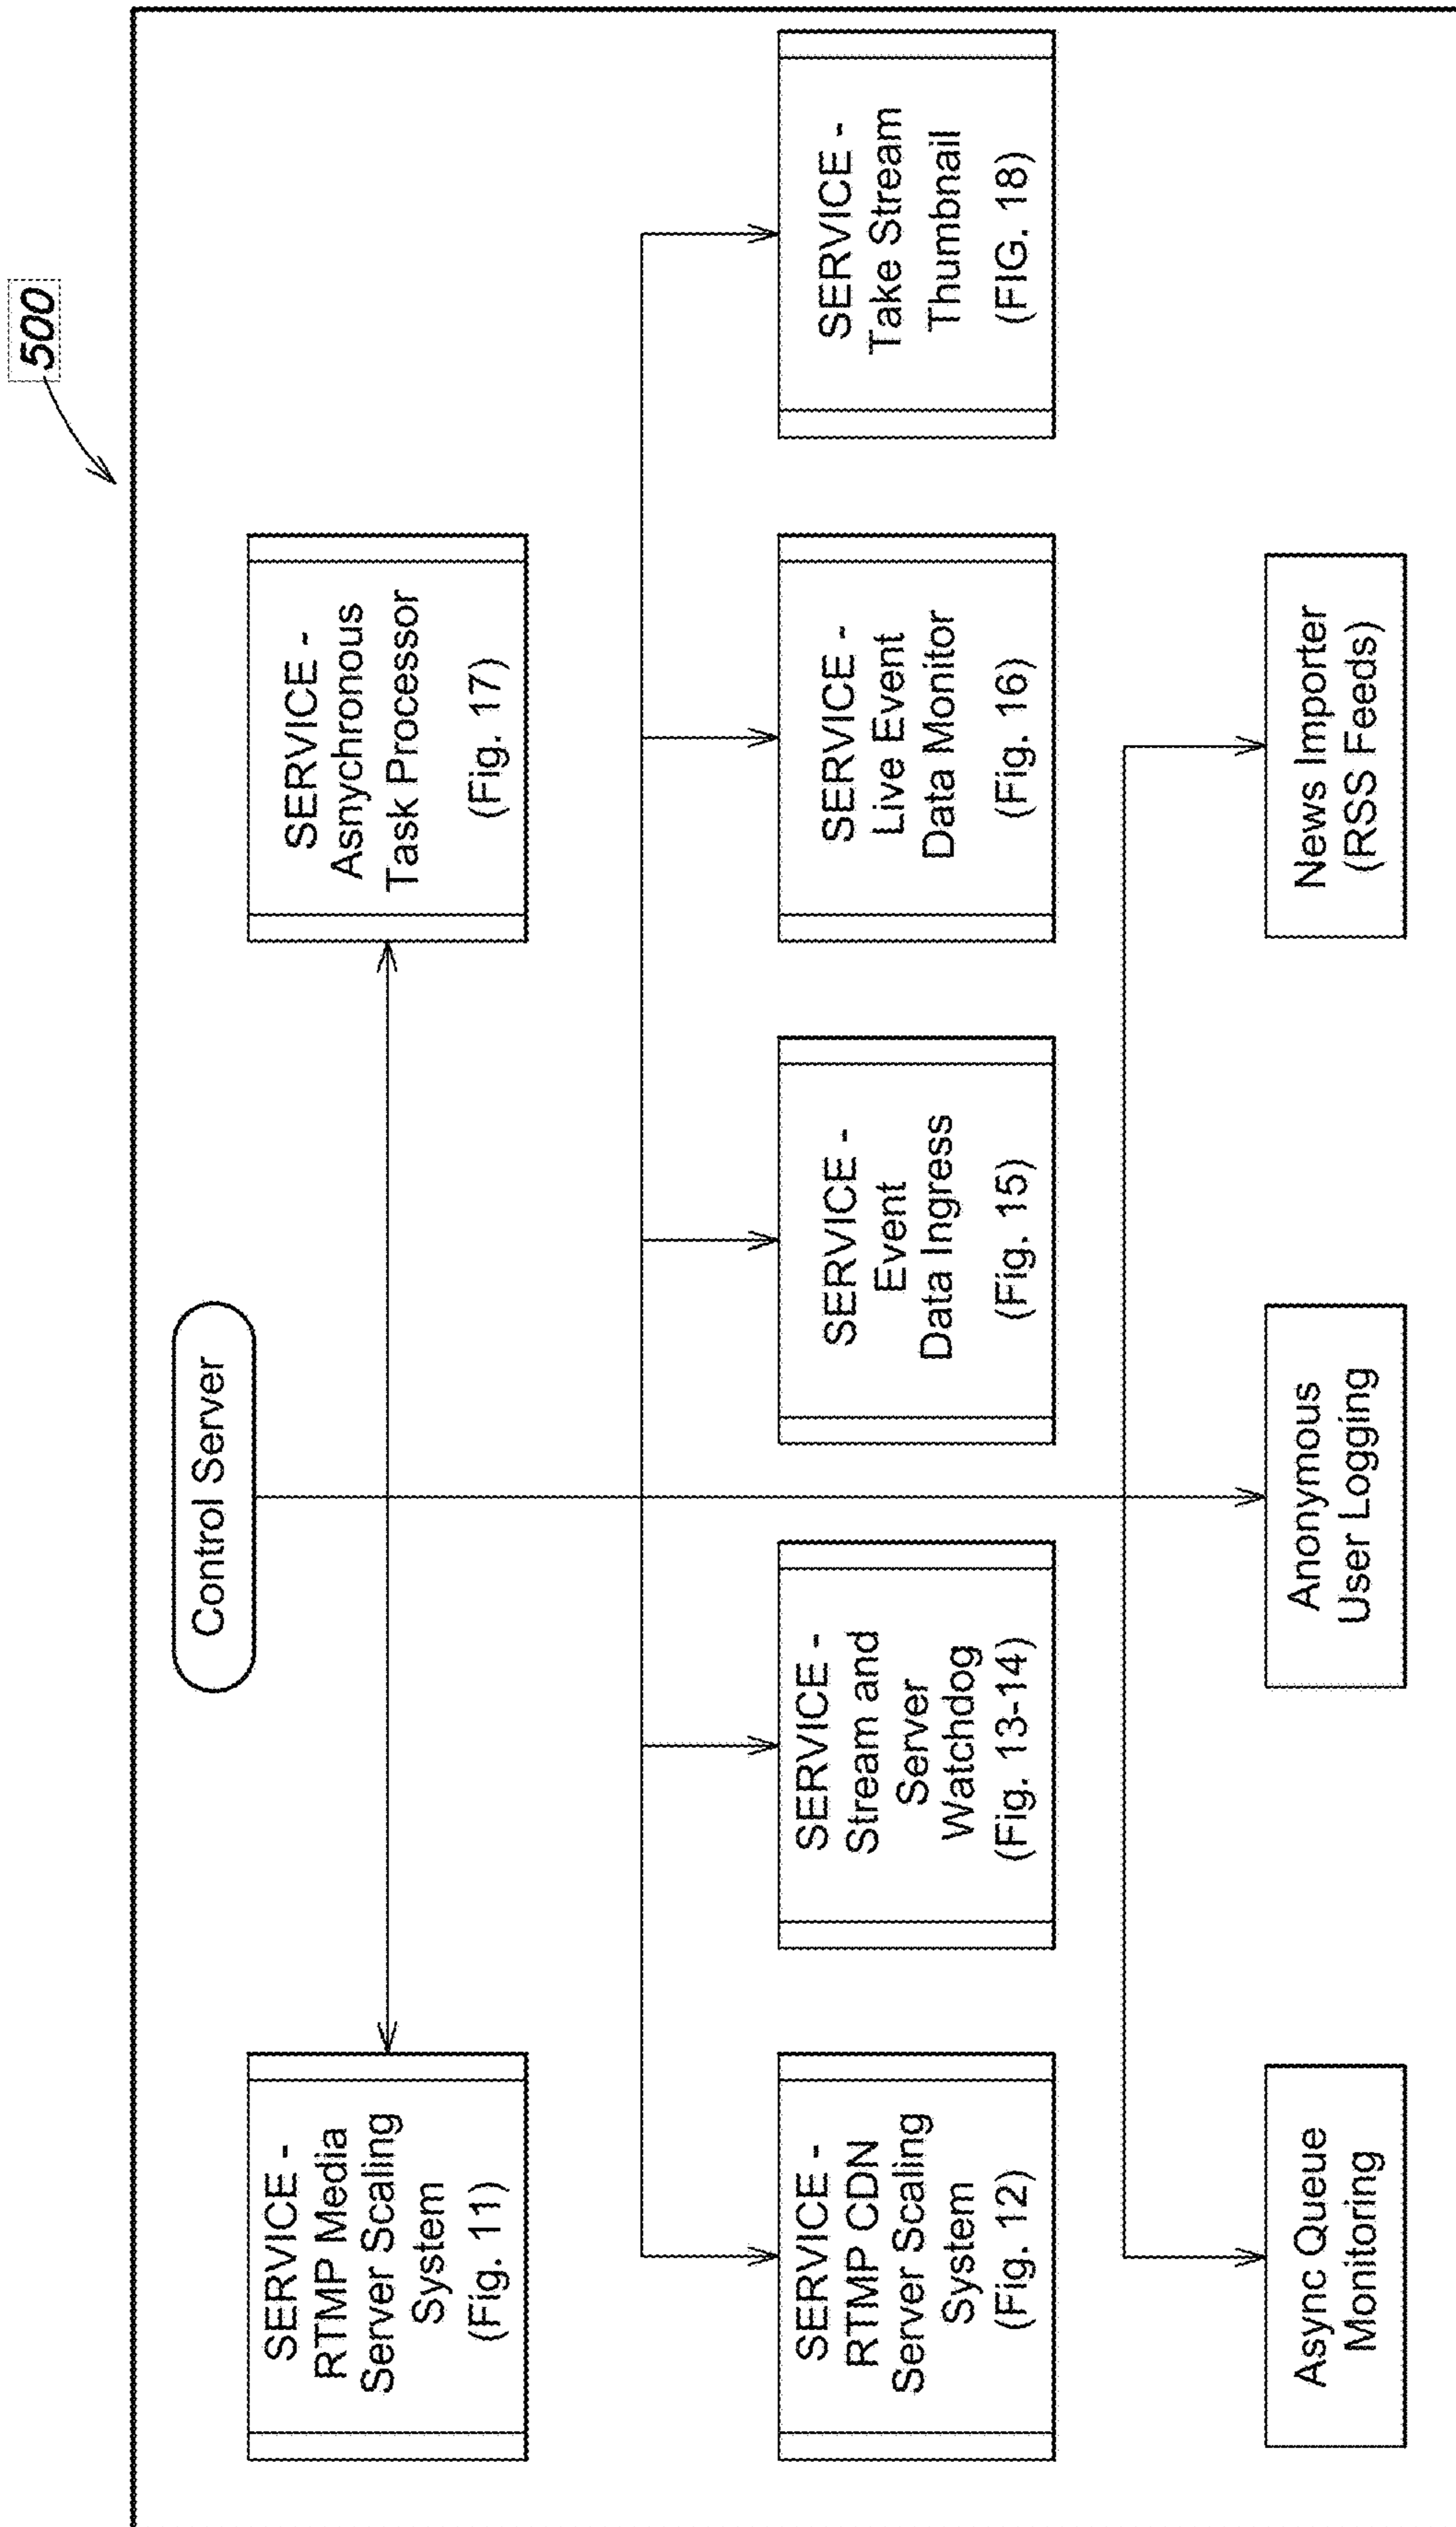 500
Control Server
SERVICE -
RTMP Media
Server Scaling
System
(Fig. 11)
SERVICE -
Asnychronous
Task Processor
(Fig. 17)
SERVICE -
RTMP CDN
Server Scaling
System
(Fig. 12)
SERVICE -
Stream and
Server
Watchdog
(Fig. 13-14)
SERVICE -
Event
Data Ingress
(Fig. 15)
SERVICE -
Live Event
Data Monitor
(Fig. 16)
SERVICE -
Take Stream
Thumbnail
(FIG. 18)
Async Queue
Monitoring
Anonymous
User Logging
News Importer
(RSS Feeds)